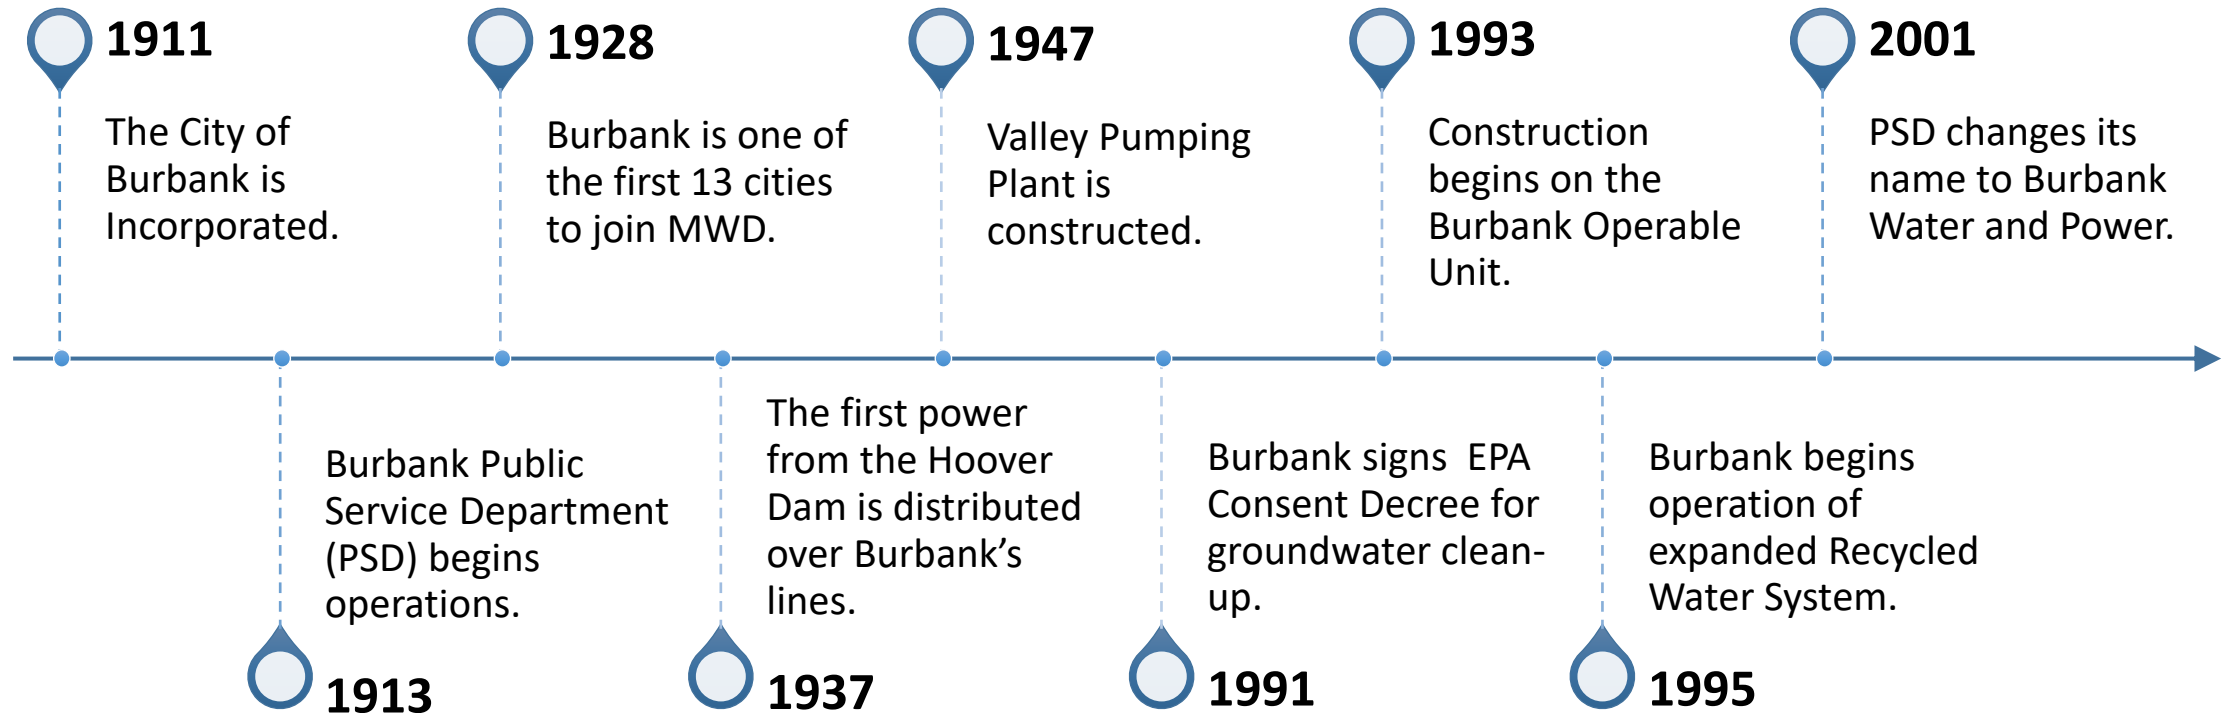 1911
The City of
Burbank is
Incorporated.
1913
Burbank Public
Service Department
(PSD) begins
operations.
1928
Burbank is one of
the first 13 cities
to join MWD.
1937
The first power
from the Hoover
Dam is distributed
over Burbank’s
lines.
1947
Valley Pumping
Plant is
constructed.
1991
Burbank signs  EPA
Consent Decree for
groundwater clean-
up.
1993
Construction
begins on the
Burbank Operable
Unit.
1995
Burbank begins
operation of
expanded Recycled
Water System.
2001
PSD changes its
name to Burbank
Water and Power.